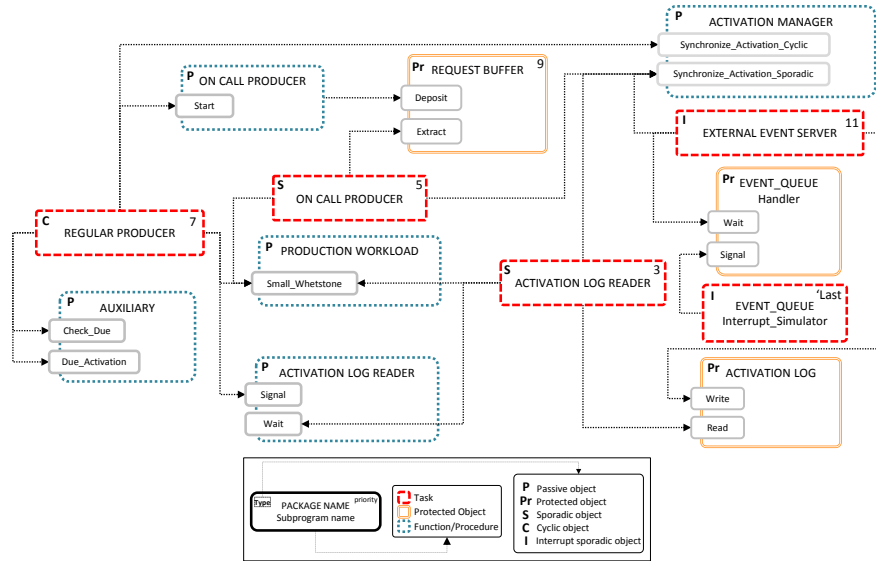 P
ACTIVATION MANAGER
Synchronize_Activation_Cyclic
Synchronize_Activation_Sporadic
P
ON CALL PRODUCER
Start
Pr
REQUEST BUFFER
9
Deposit
Extract
I
EXTERNAL EVENT SERVER
11
S
ON CALL PRODUCER
5
Pr
EVENT_QUEUE
Handler
Wait
Signal
C
REGULAR PRODUCER
7
P
PRODUCTION WORKLOAD
Small_Whetstone
S
ACTIVATION LOG READER
3
I
EVENT_QUEUE
'Last
Interrupt_Simulator
P
AUXILIARY
Check_Due
Due_Activation
P
ACTIVATION LOG READER
Signal
Wait
Pr
ACTIVATION LOG
Write
Read
Type
PACKAGE NAME
priority
Subprogram name
Task
Protected Object
Function/Procedure
P Passive object
Pr Protected object
S Sporadic object
C Cyclic object
I Interrupt sporadic object